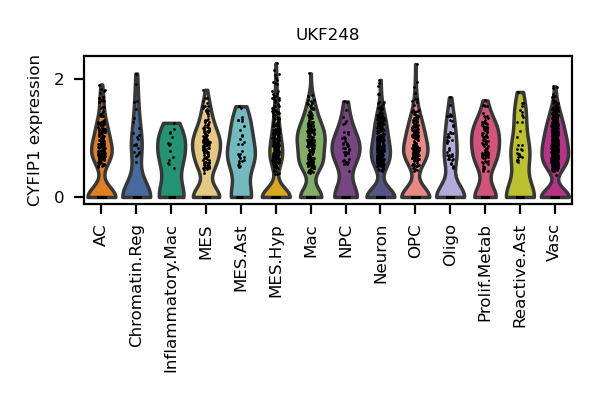 UKF248
CYFIP1 expression
2
0
AC
Chromatin.Reg
Inflammatory.Mac
MES
MES.Ast
MES.Hyp
Mac
NPC
Neuron
OPC
Oligo
Prolif.Metab
Reactive.Ast
Vasc